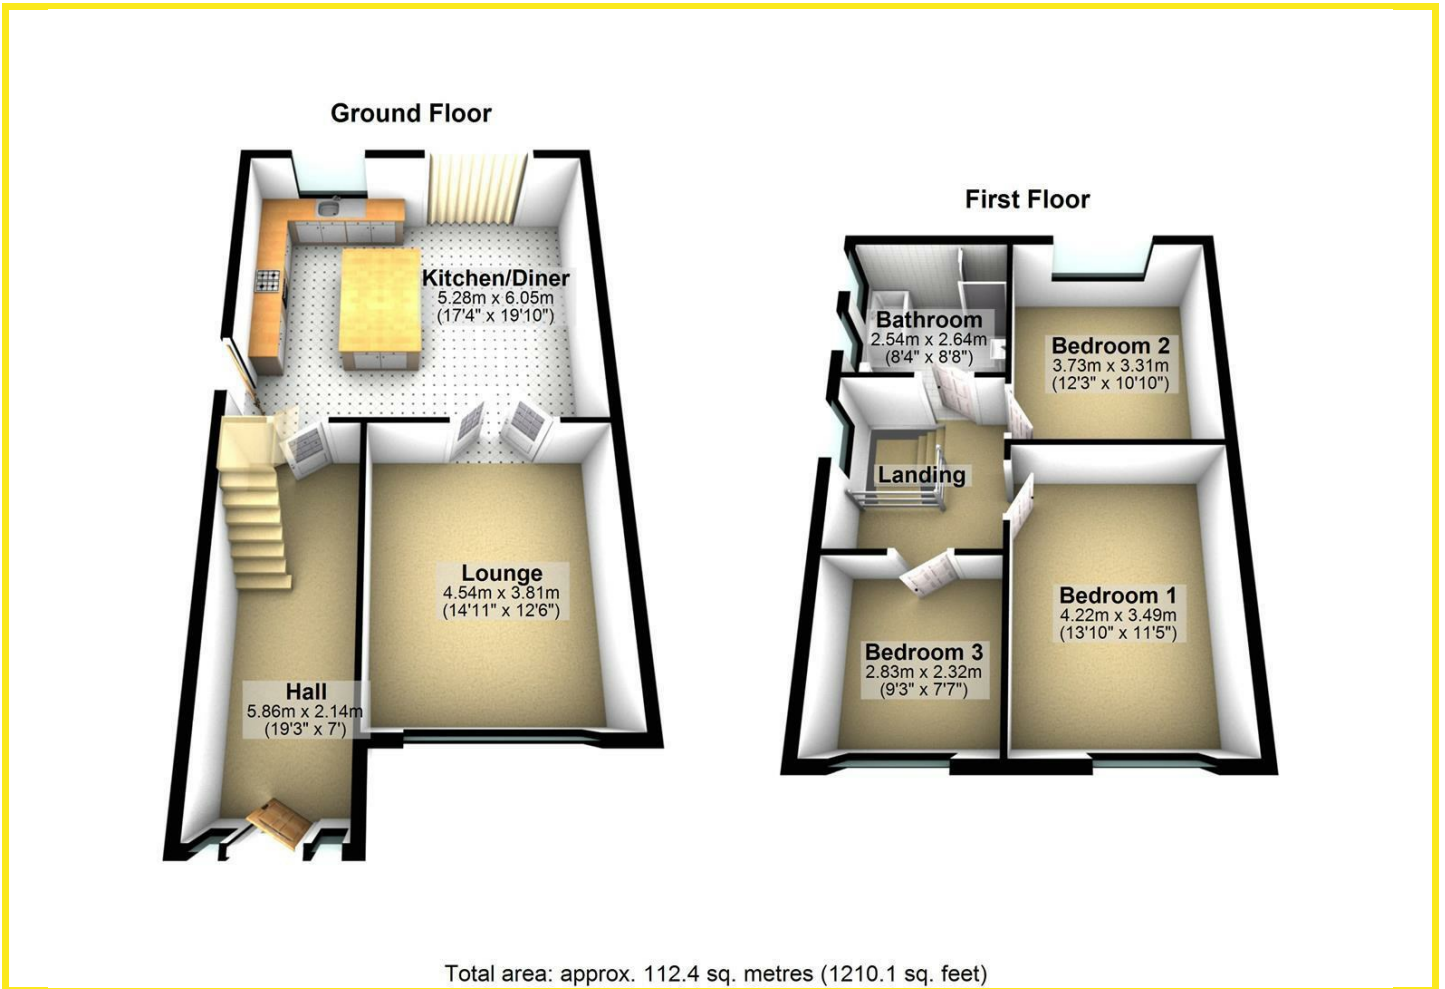 Ground Floor
Kitchen/Diner
5.28m x 6.05m
(17'4" x 19'10")
Lounge
4.54m x 3.81m
(14'11" x 12'6")
Hall
5.86m x 2.14m
(19'3" x 7')
First Floor
Bathroom
2.54m x 2.64m
(8'4" x 8'8")
Bedroom 2
3.73m x 3.31m
(12'3" x 10'10")
Landing
Bedroom 1
4.22m x 3.49m
(13'10" x 11'5")
Bedroom 3
2.83m x 2.32m
(9'3" x 7'7")
Total area: approx. 112.4 sq. metres (1210.1 sq. feet)